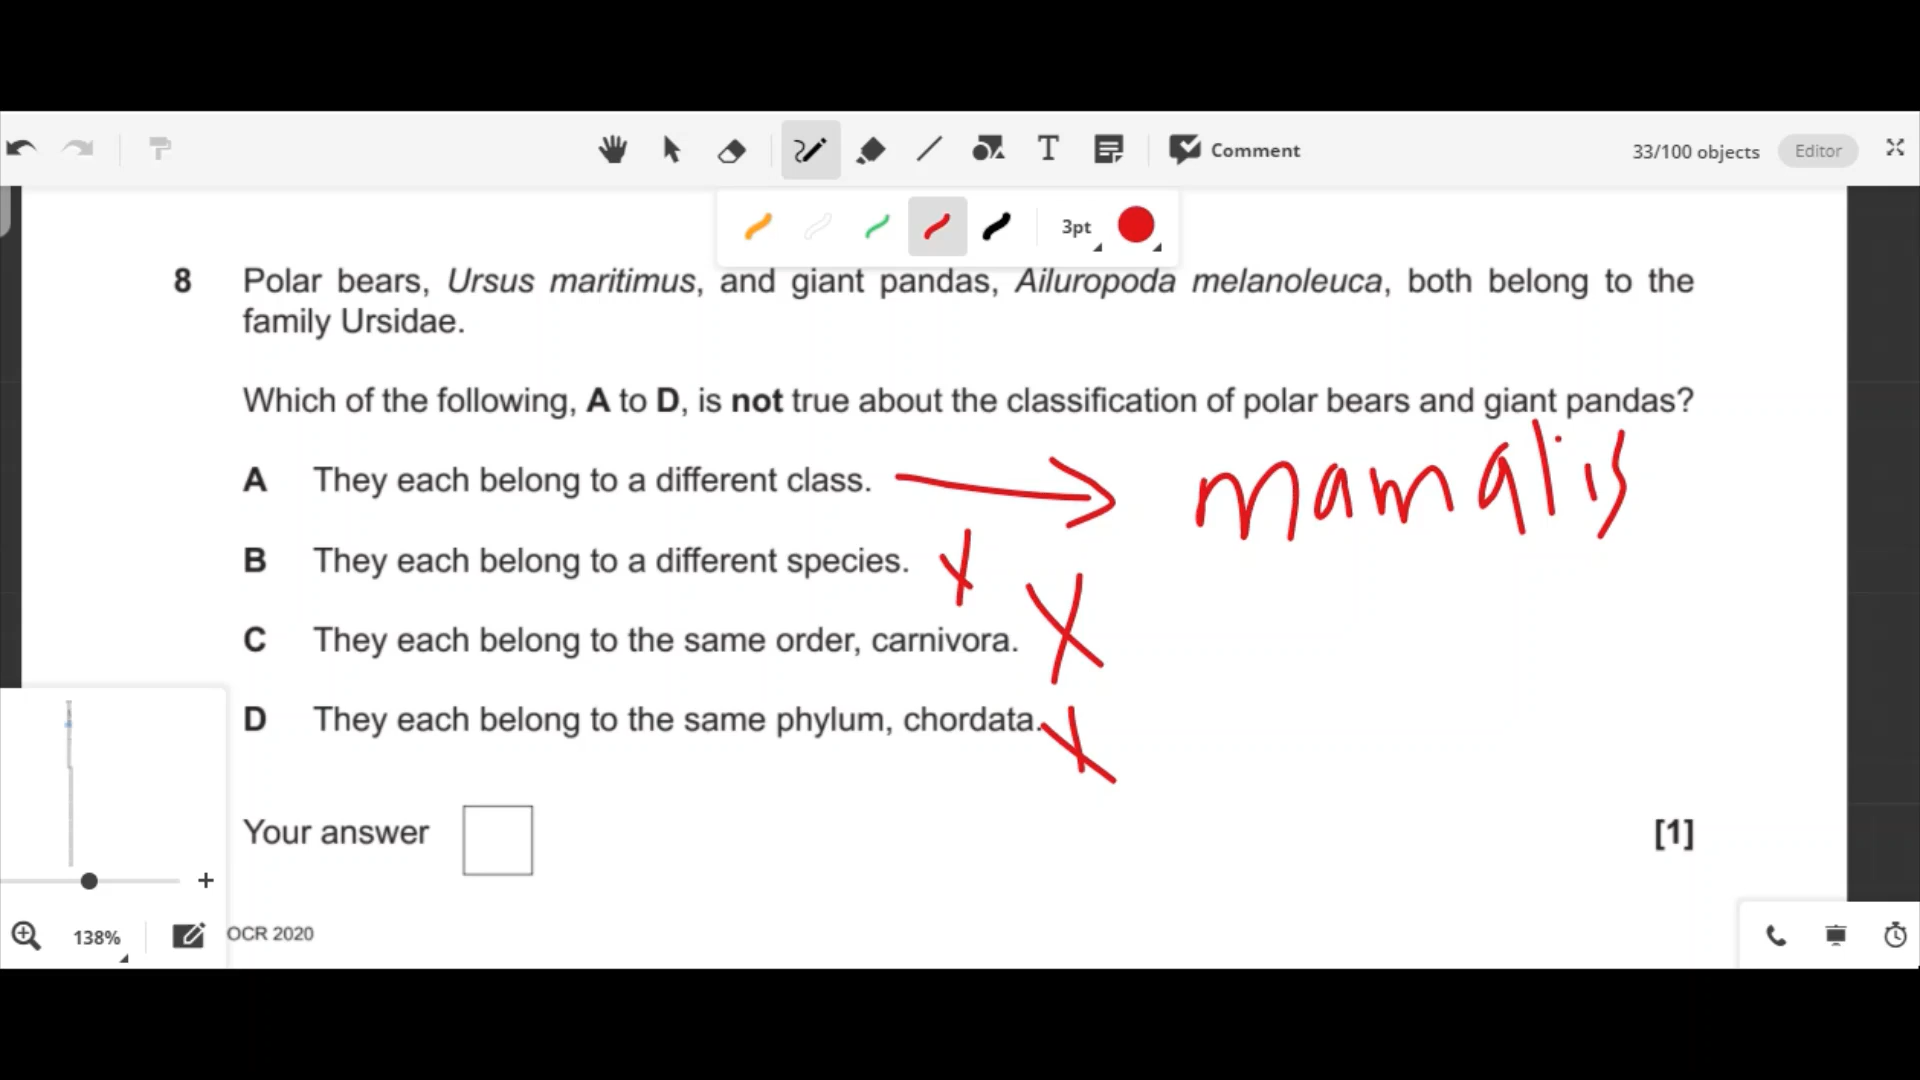 Comment
33/100 objects
Editor
3pt
8 Polar bears, Ursus maritimus, and giant pandas, Ailuropoda melanoleuca, both belong to the
family Ursidae.
Which of the following, A to D, is not true about the classification of polar bears and giant pandas?
A They each belong to a different class.
mamalis
B They each belong to a different species.
C They each belong to the same order, carnivora.
D They each belong to the same phylum, chordata.
Your answer [1]
138%
OCR 2020